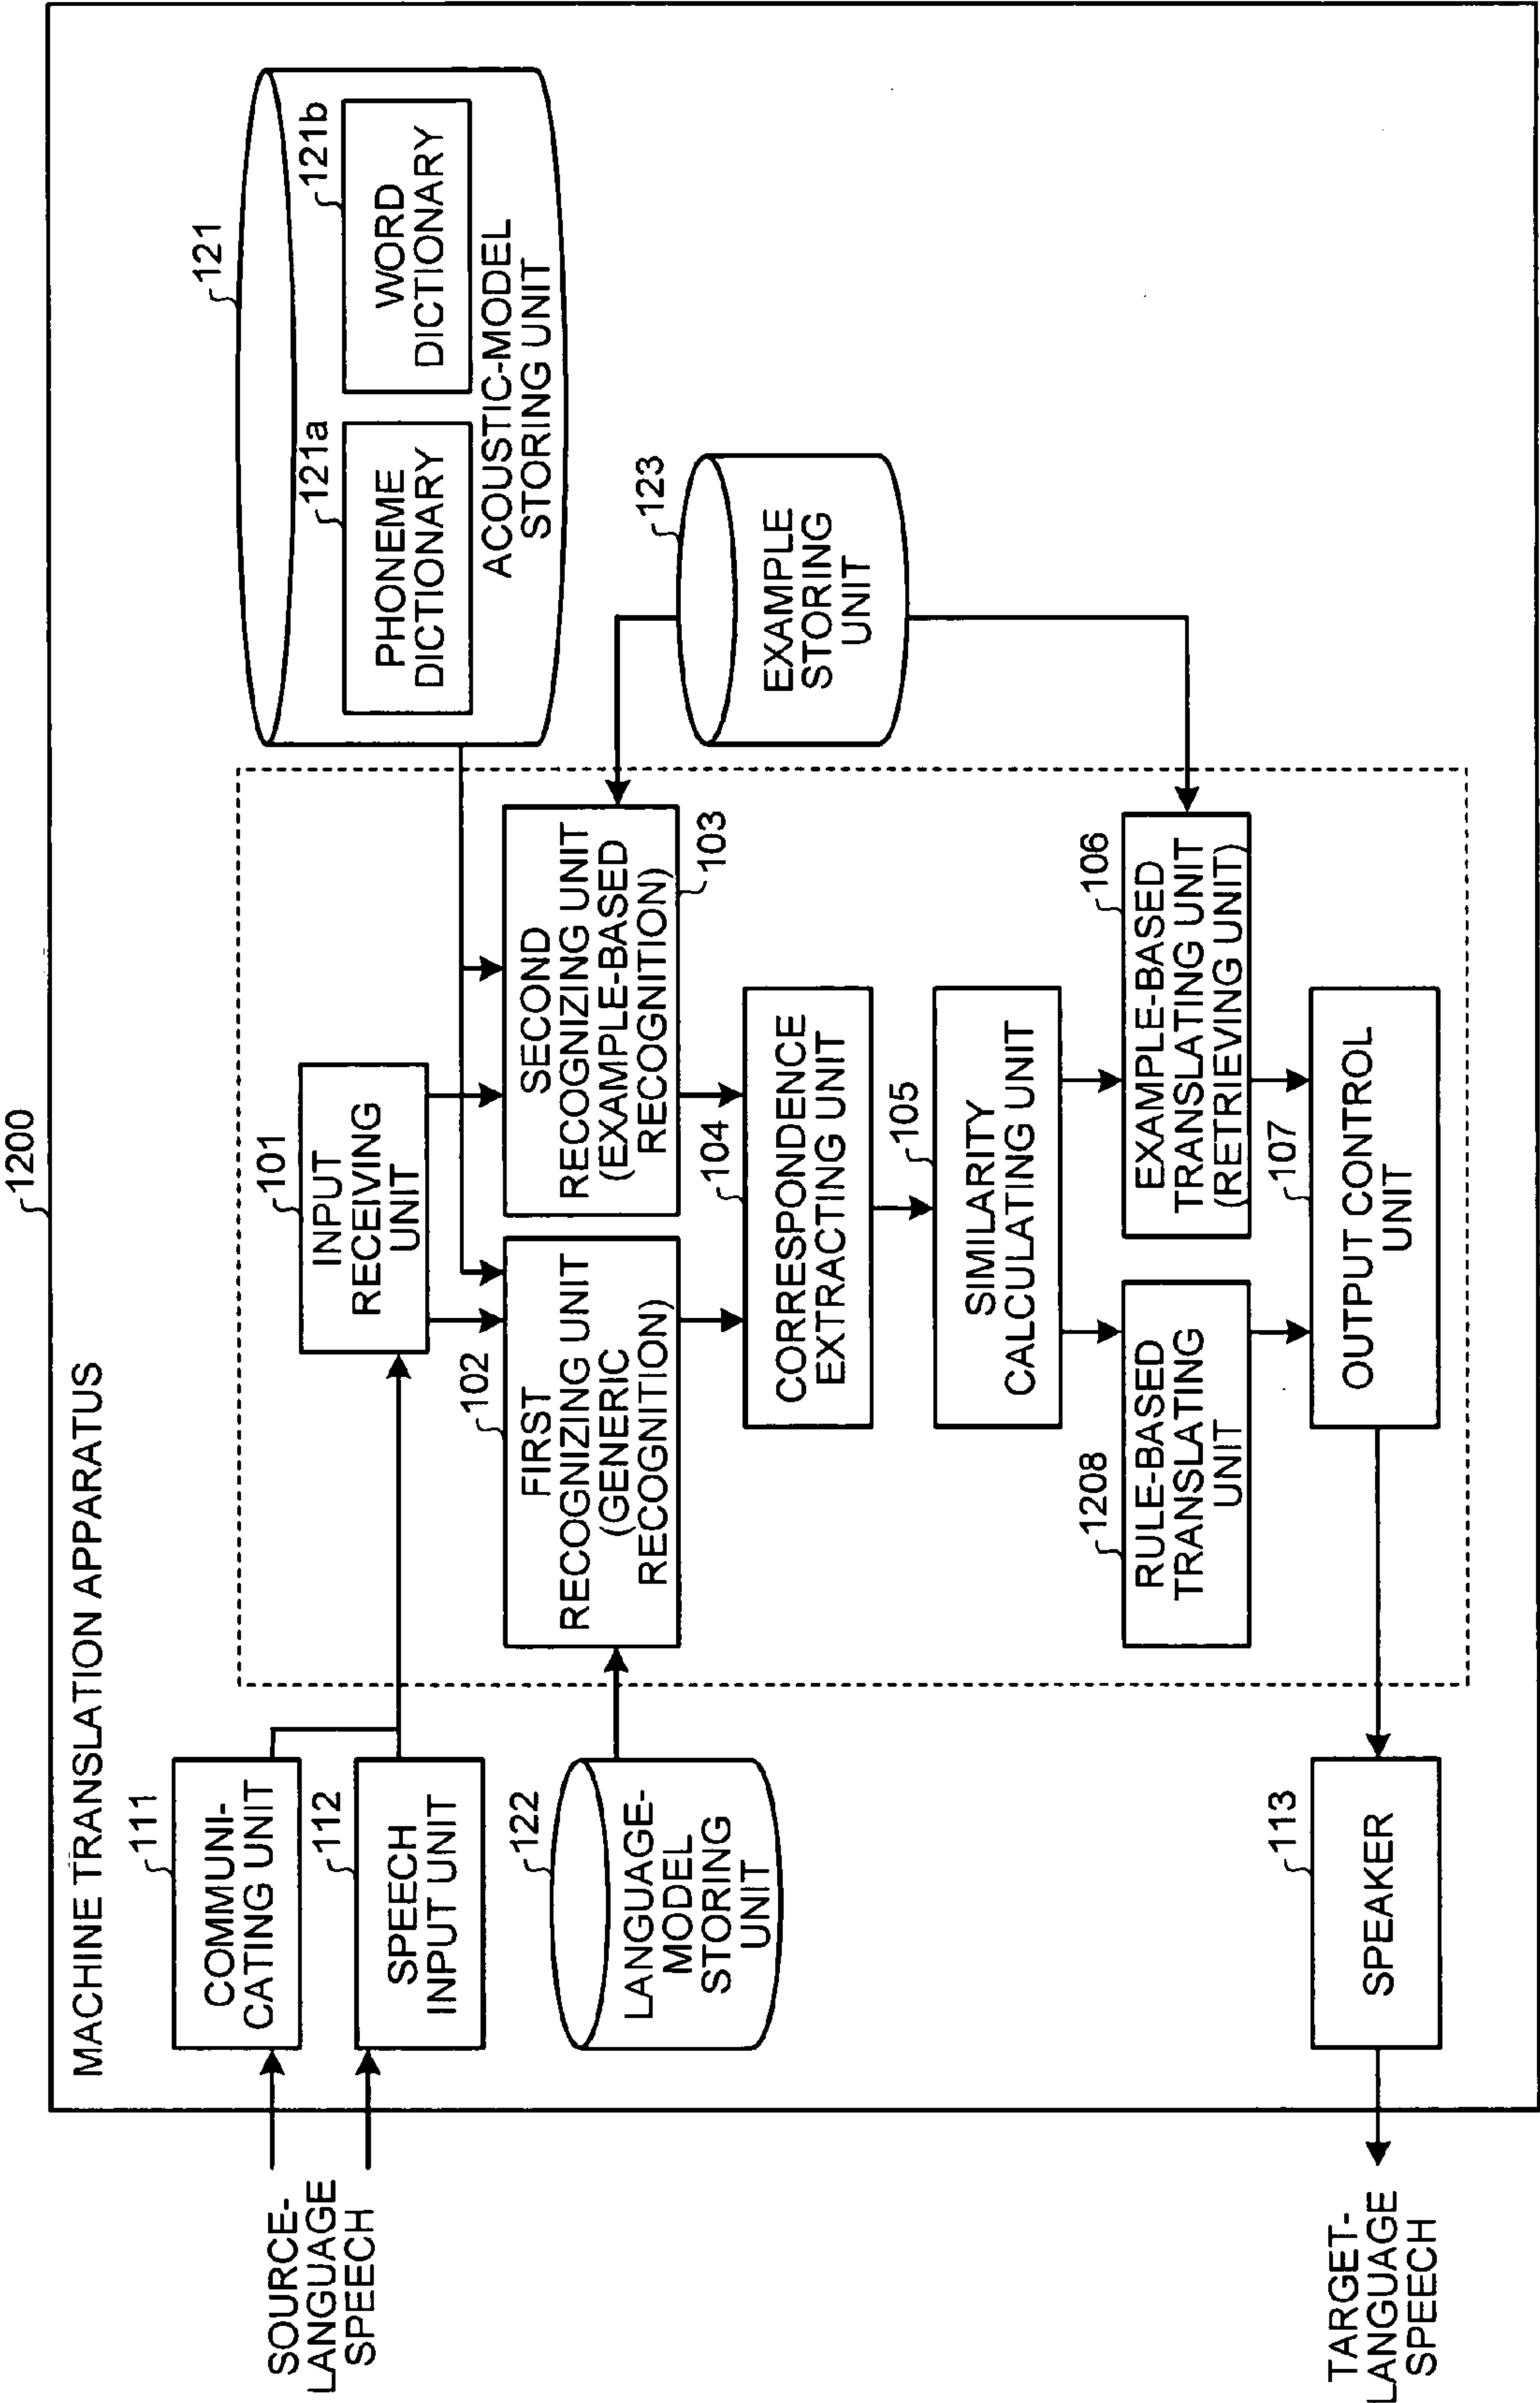 1200
MACHINE TRANSLATION APPARATUS
SOURCE-
LANGUAGE
SPEECH
111
COMMUNI-
CATING UNIT
112
SPEECH
INPUT UNIT
101
INPUT
RECEIVING
UNIT
121
121a
PHONEME
DICTIONARY
121b
WORD
DICTIONARY
ACOUSTIC-MODEL
STORING UNIT
122
LANGUAGE-
MODEL
STORING
UNIT
102
FIRST
RECOGNIZING UNIT
(GENERIC
RECOGNITION)
SECOND
RECOGNIZING UNIT
(EXAMPLE-BASED
RECOGNITION)
103
123
EXAMPLE
STORING
UNIT
104
CORRESPONDENCE
EXTRACTING UNIT
105
SIMILARITY
CALCULATING UNIT
1208
RULE-BASED
TRANSLATING
UNIT
106
EXAMPLE-BASED
TRANSLATING UNIT
(RETRIEVING UNIT)
107
OUTPUT CONTROL
UNIT
113
SPEAKER
TARGET-
LANGUAGE
SPEECH